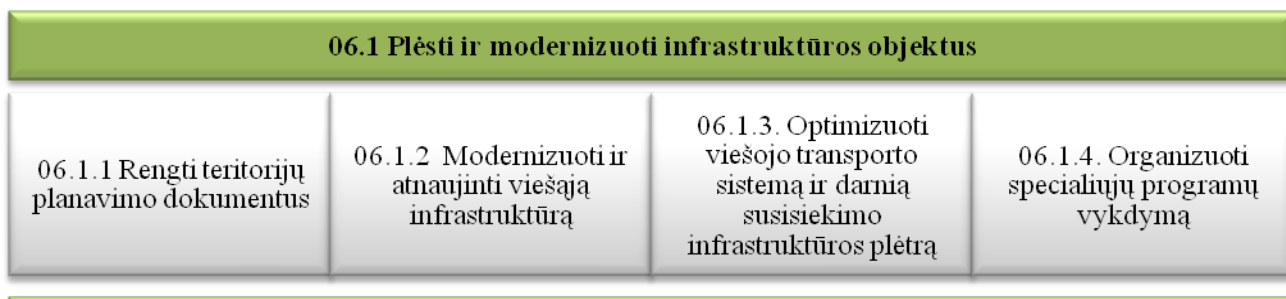 06.1 Plėsti ir modernizuoti infrastruktūros objektus
06.1.1 Rengti teritorijų
planavimo dokumentus
06.1.2 Modernizuoti ir
atnaujinti viešąją
infrastruktūrą
06.1.3. Optimizuoti
viešojo transporto
sistemą ir darnią
susisiekimo
infrastruktūros plėtrą
06.1.4. Organizuoti
specialiųjų programų
vykdymą